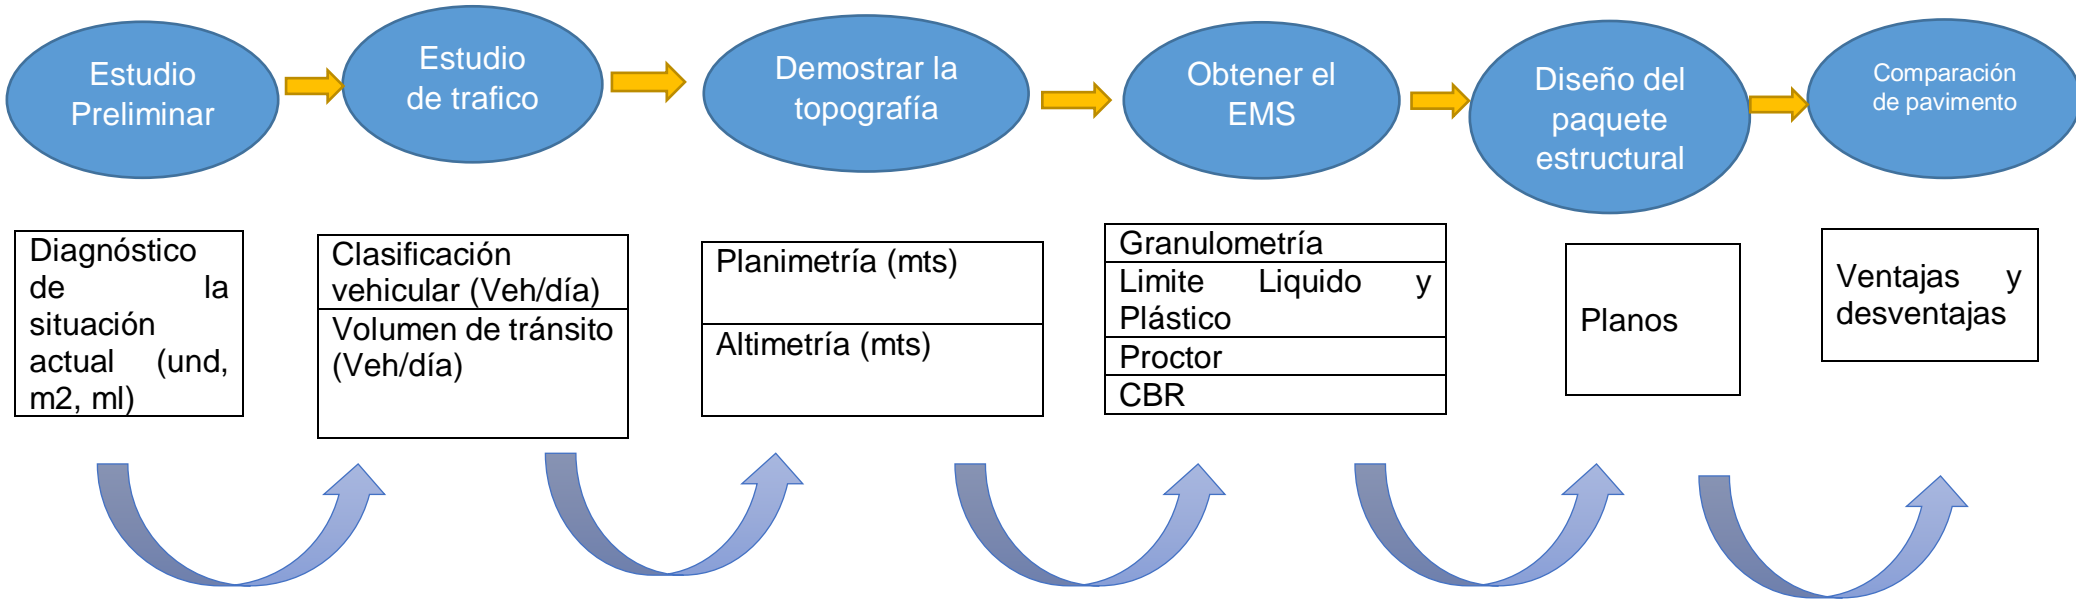 Estudio
Preliminar
Estudio
de trafico
Demostrar la
topografía
Obtener el
EMS
Diseño del
paquete
estructural
Comparación
de pavimento
Diagnóstico
de la
situación
actual (und,
m2, ml)
Clasificación
vehicular (Veh/día)
Volumen de tránsito
(Veh/día)
Planimetría (mts)
Altimetría (mts)
Granulometría
Limite Liquido y
Plástico
Proctor
CBR
Planos
Ventajas y
desventajas